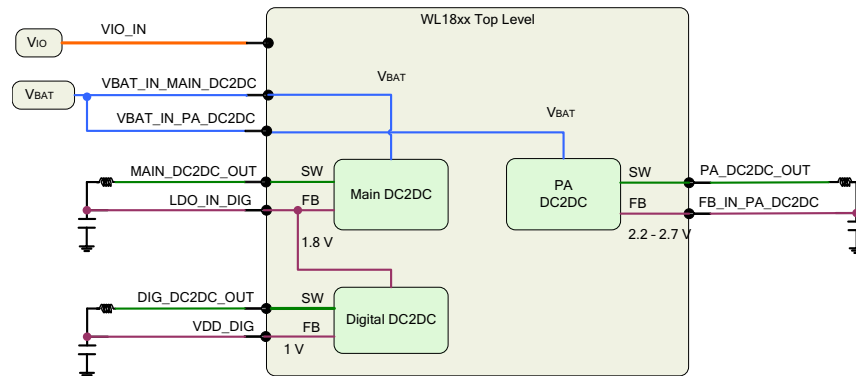 WL18xx Top Level
VIO
VIO_IN
VBAT
VBAT_IN_MAIN_DC2DC
VBAT
VBAT_IN_PA_DC2DC
VBAT
MAIN_DC2DC_OUT
SW
Main DC2DC
LDO_IN_DIG
FB
1.8 V
PA
DC2DC
SW
PA_DC2DC_OUT
FB
FB_IN_PA_DC2DC
2.2 – 2.7 V
DIG_DC2DC_OUT
SW
Digital DC2DC
VDD_DIG
FB
1 V